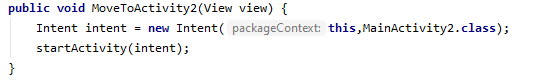 public void MoveToActivity2(View view) {
Intent intent = new Intent( packageContext: this,MainActivity2.class);
startActivity(intent);
}